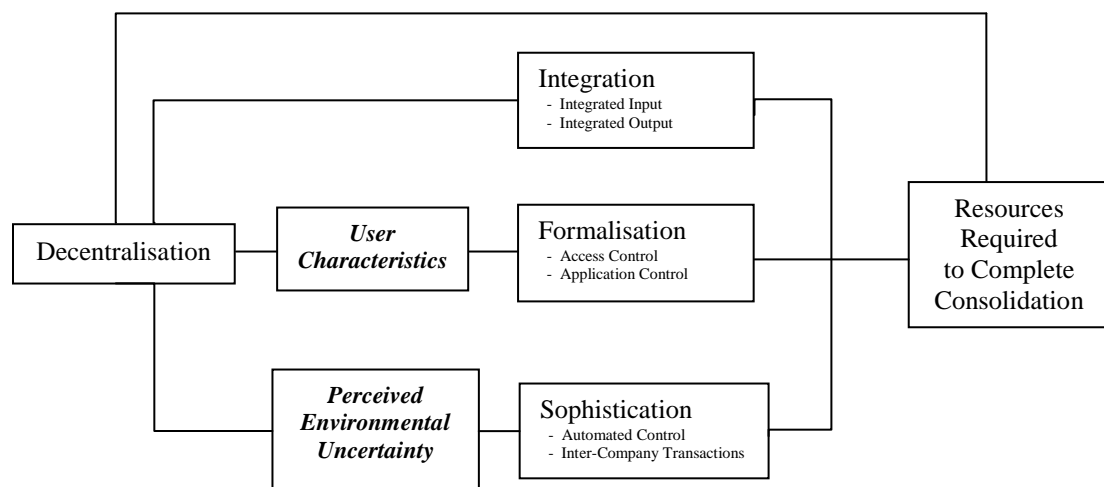 Integration
- Integrated Input
- Integrated Output
Decentralisation
User
Characteristics
Formalisation
- Access Control
- Application Control
Resources
Required
to Complete
Consolidation
Perceived
Environmental
Uncertainty
Sophistication
- Automated Control
- Inter-Company Transactions